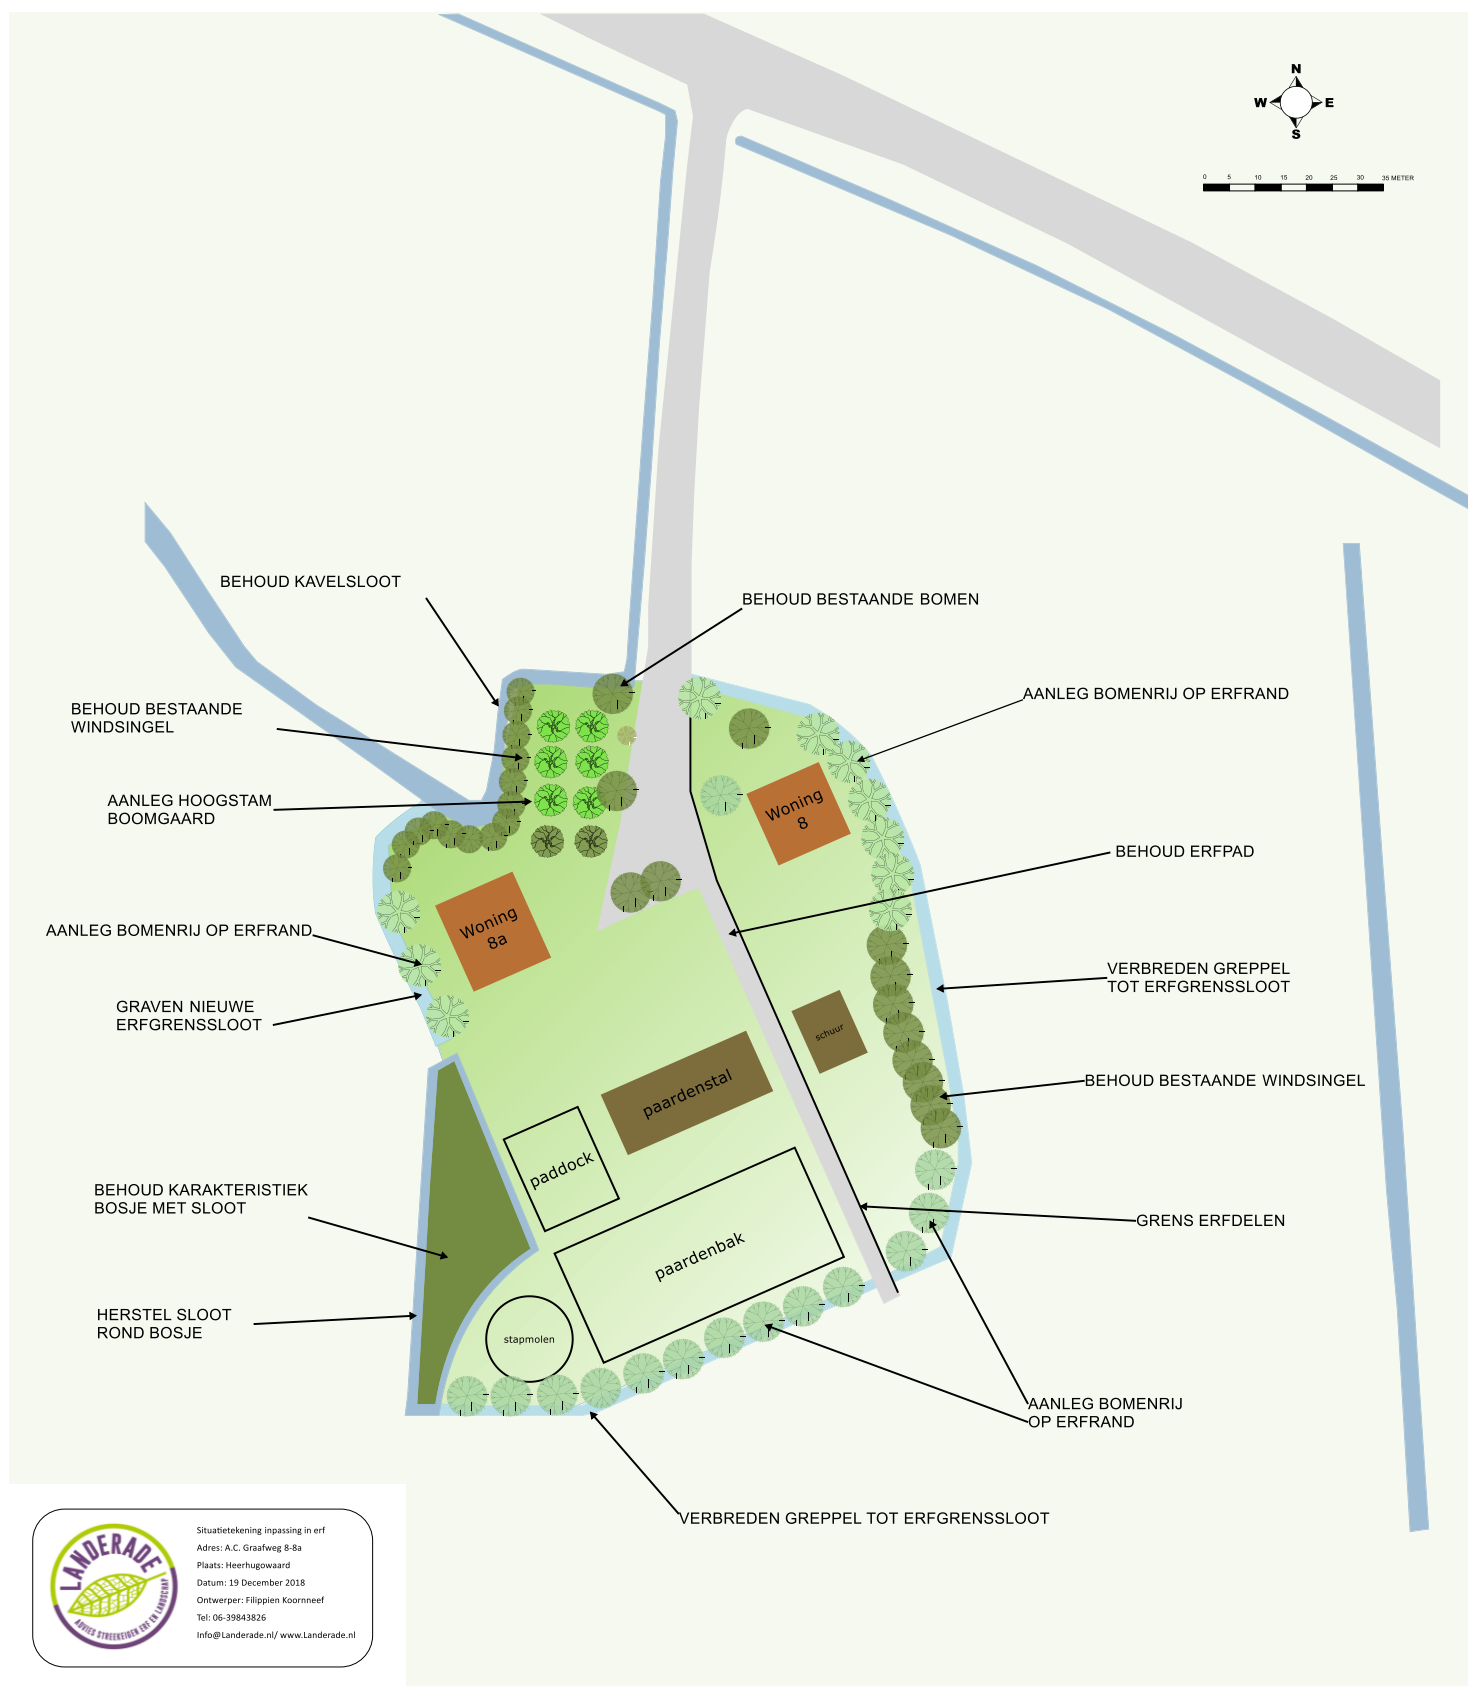 N
W E
S
0 5 10 15 20 25 30 35 METER
BEHOUD KAVELSLOOT
BEHOUD BESTAANDE BOMEN
AANLEG BOMENRIJ OP ERFRAND
BEHOUD BESTAANDE
WINDSINGEL
AANLEG HOOGSTAM
BOOMGAARD
Woning
8
BEHOUD ERFPAD
Woning
8a
AANLEG BOMENRIJ OP ERFRAND
VERBREDEN GREPPEL
TOT ERFGRENSSLOOT
GRAVEN NIEUWE
ERFGRENSSLOOT
schuur
BEHOUD BESTAANDE WINDSINGEL
paardenstal
paddock
BEHOUD KARAKTERISTIEK
BOSJE MET SLOOT
GRENS ERFDELEN
paardenbak
HERSTEL SLOOT
ROND BOSJE
stapmolen
AANLEG BOMENRIJ
OP ERFRAND
VERBREDEN GREPPEL TOT ERFGRENSSLOOT
LANDERADE
ADVIES STREEKEIGEN ERF EN LANDSCHAP
Situatietekening inpassing in erf
Adres: A.C. Graafweg 8-8a
Plaats: Heerhugowaard
Datum: 19 December 2018
Ontwerper: Filippien Koornneef
Tel: 06-39843826
Info@Landerade.nl/ www.Landerade.nl